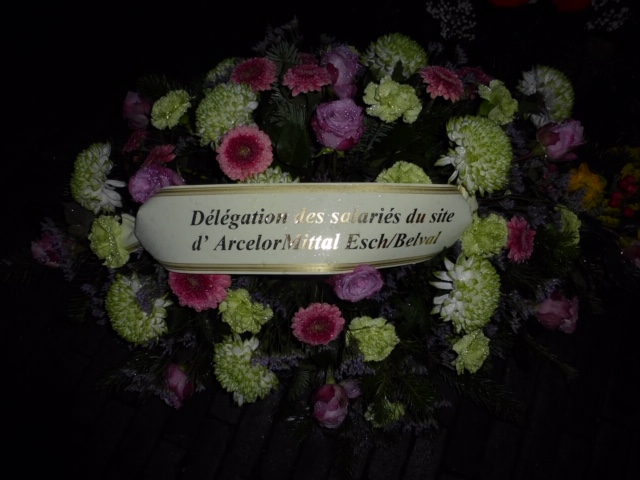 Délégation des salariés du site
d' ArcelorMittal Esch/Belval